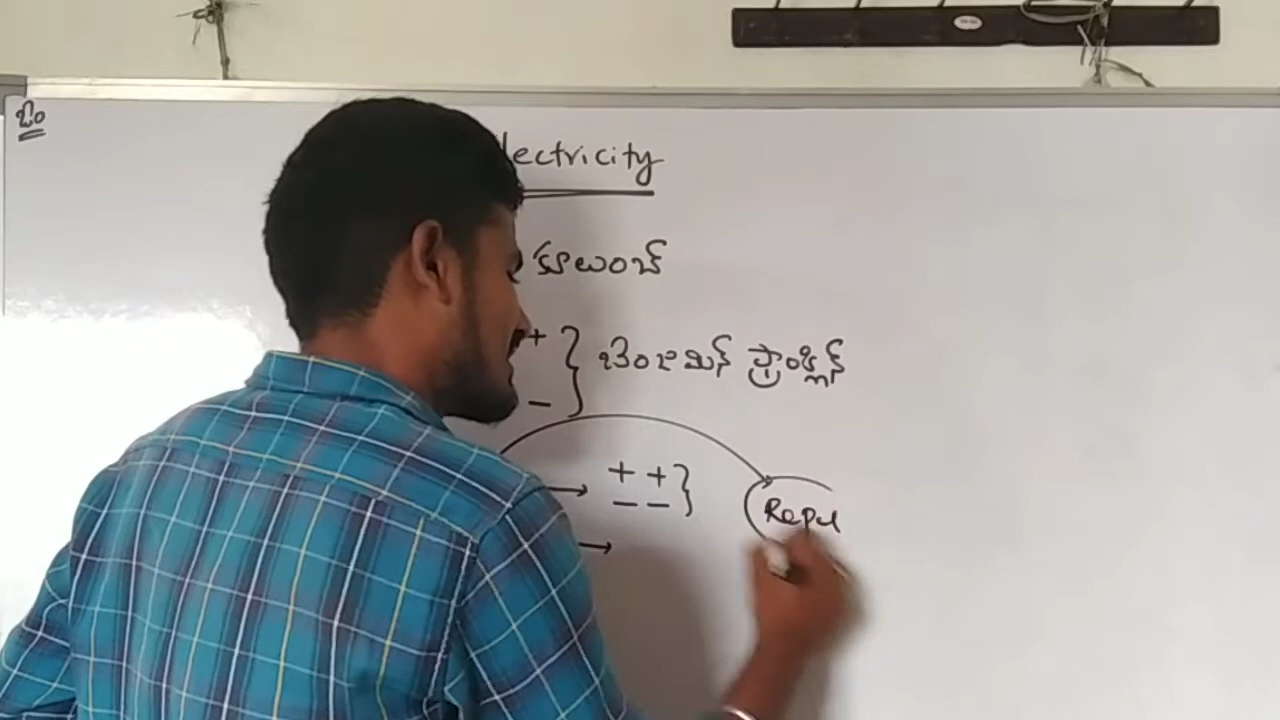 ఓం
lectricity
కూలుంబ్
+
} బెంజమిన్ ఫ్రాంక్లిన్
_
→ + + }
_ _
Repu
→